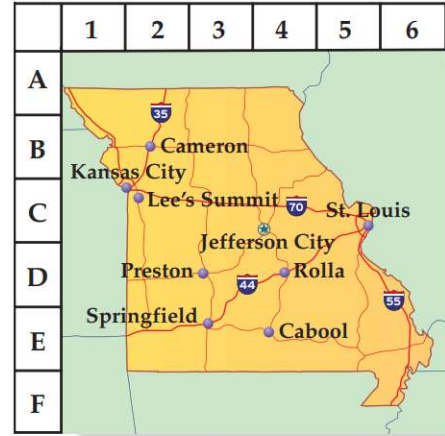 1 2 3 4 5 6
A
35
B
Cameron
Kansas City
C
Lee's Summit
70
St. Louis
Jefferson City
D
Preston
44
Rolla
55
Springfield
E
Cabool
F